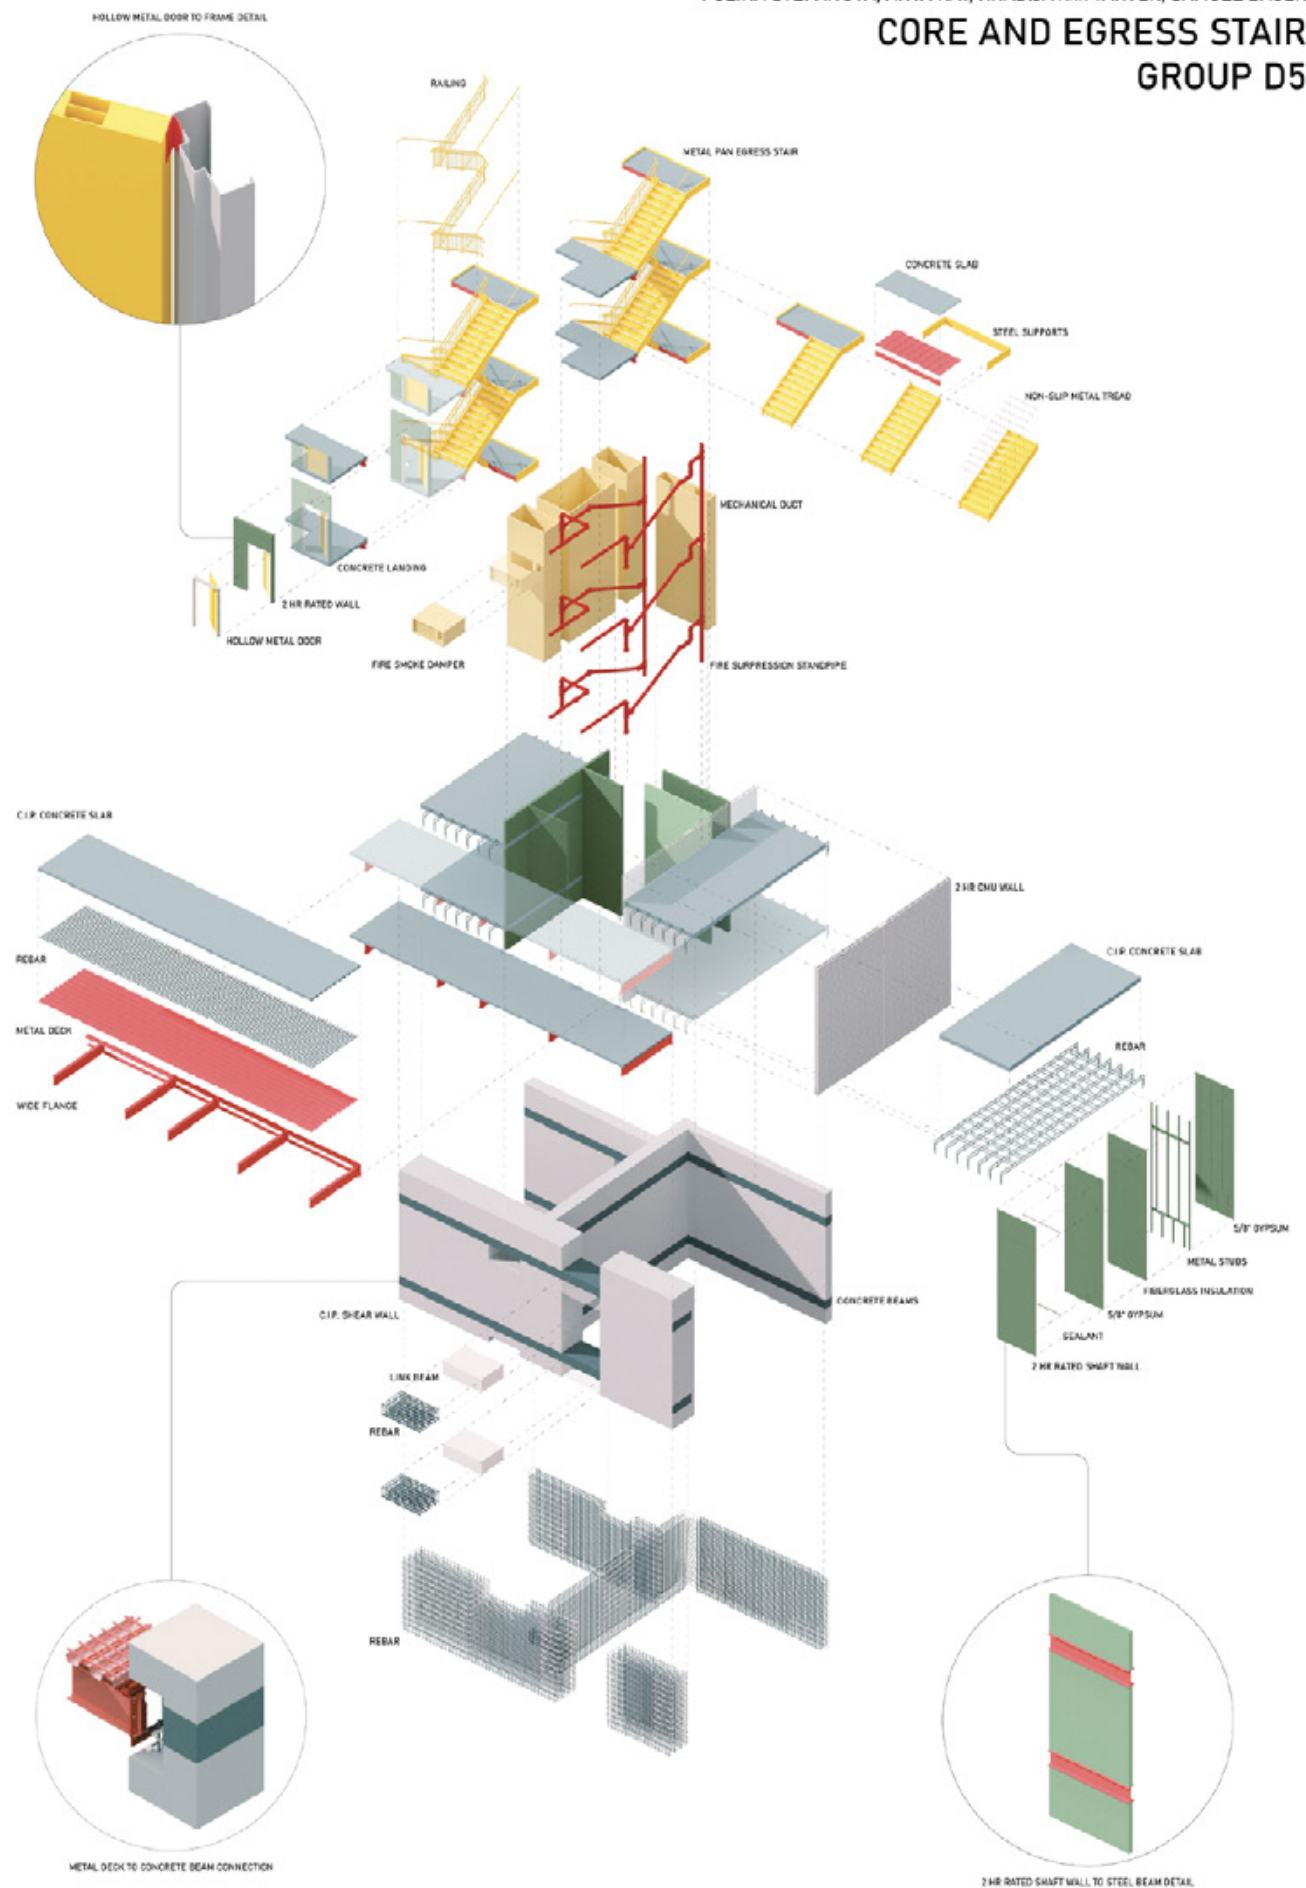 CORE AND EGRESS STAIR
GROUP D5
HOLLOW METAL DOOR TO FRAME DETAIL
RAILING
METAL PAN EGRESS STAIR
CONCRETE SLAB
STEEL SUPPORTS
NON-SLIP METAL TREAD
MECHANICAL DUCT
CONCRETE LANDING
2 HR RATED WALL
HOLLOW METAL DOOR
FIRE SMOKE DAMPER
FIRE SURPRESSION STANDPIPE
C.I.P. CONCRETE SLAB
2 HR CMU WALL
C.I.P. CONCRETE SLAB
REBAR
METAL DECK
REBAR
WIDE FLANGE
5/8" GYPSUM
METAL STUDS
FIBERGLASS INSULATION
CONCRETE BEAMS
C.I.P. SHEAR WALL
5/8" GYPSUM
SEALANT
2 HR RATED SHAFT WALL
LINK BEAM
REBAR
REBAR
METAL DECK TO CONCRETE BEAM CONNECTION
2 HR RATED SHAFT WALL TO STEEL BEAM DETAIL